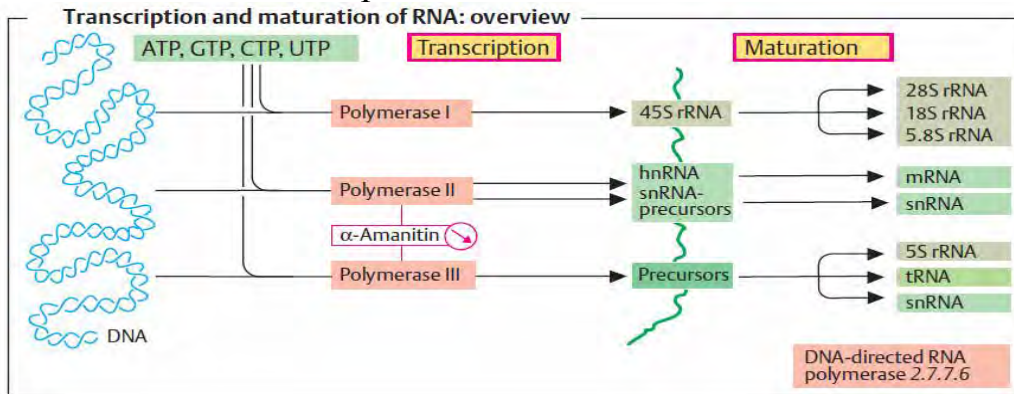 Transcription and maturation of RNA: overview
ATP, GTP, CTP, UTP
Transcription
Maturation
Polymerase I
45S rRNA
28S rRNA
18S rRNA
5.8S rRNA
Polymerase II
hnRNA
snRNA-
precursors
mRNA
snRNA
α-Amanitin
Polymerase III
Precursors
5S rRNA
tRNA
snRNA
DNA
DNA-directed RNA
polymerase 2.7.7.6